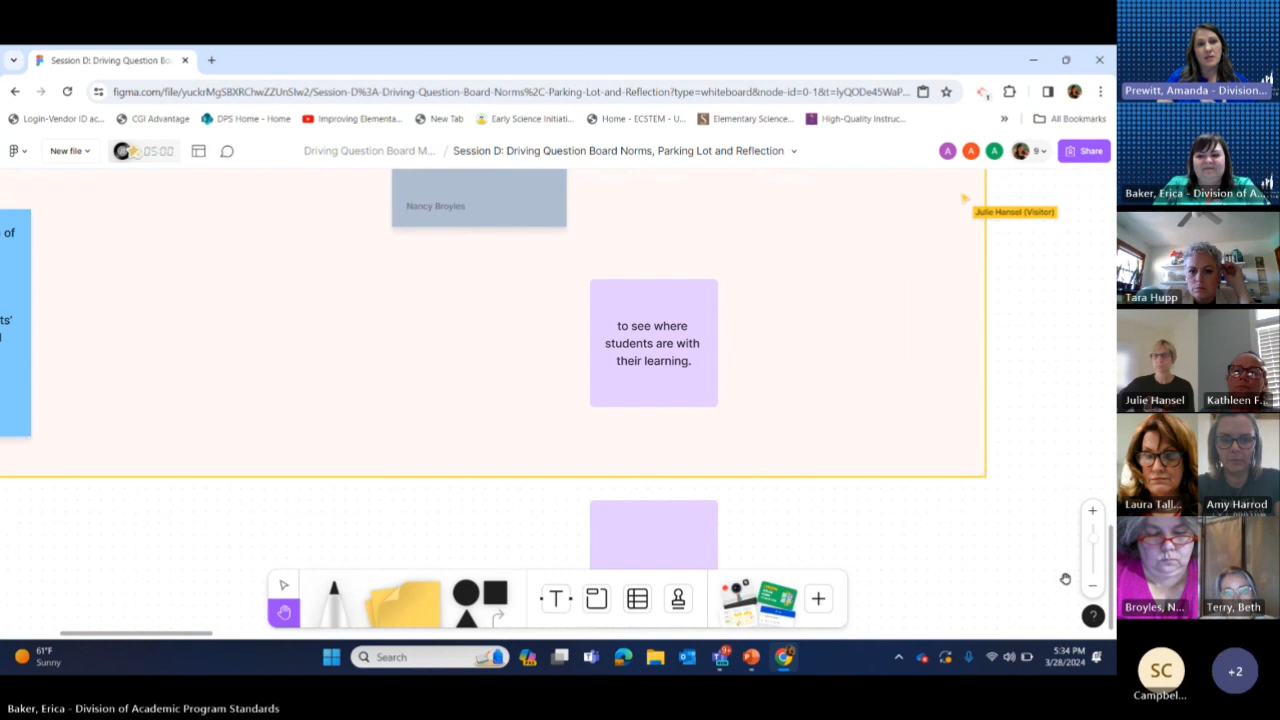 Session D: Driving Question Bo
figma.com/file/yuckrMgSBXRChwZZUnSIw2/Session-D%3A-Driving-Question-Board-Norms%2C-Parking-Lot-and-Reflection?type=whiteboard&node-id=0-1&t=lyQODe45WaP...
Login-Vendor ID ac...
CGI Advantage
DPS Home - Home
Improving Elementa...
New Tab
Early Science Initiati...
Home - ECSTEM - U...
Elementary Science...
High-Quality Instruc...
»
All Bookmarks
New file
05:00
Driving Question Board M... / Session D: Driving Question Board Norms, Parking Lot and Reflection
A
A
A
9
Share
Nancy Broyles
Julie Hansel (Visitor)
of
ts'
to see where
students are with
their learning.
T
?
61°F
Sunny
Search
5:34 PM
3/28/2024
Baker, Erica - Division of Academic Program Standards
Prewitt, Amanda - Division...
Baker, Erica - Division of A...
Tara Hupp
Julie Hansel
Kathleen F...
Laura Tall...
Amy Harrod
Broyles, N...
Terry, Beth
SC
Campbel...
+2